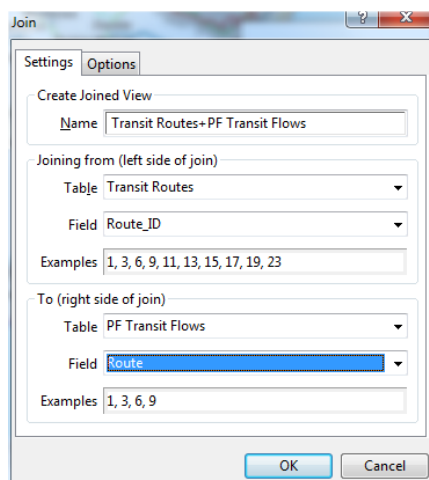 Join
Settings Options
Create Joined View
Name Transit Routes+PF Transit Flows
Joining from (left side of join)
Table Transit Routes
Field Route_ID
Examples 1, 3, 6, 9, 11, 13, 15, 17, 19, 23
To (right side of join)
Table PF Transit Flows
Field Route
Examples 1, 3, 6, 9
OK Cancel